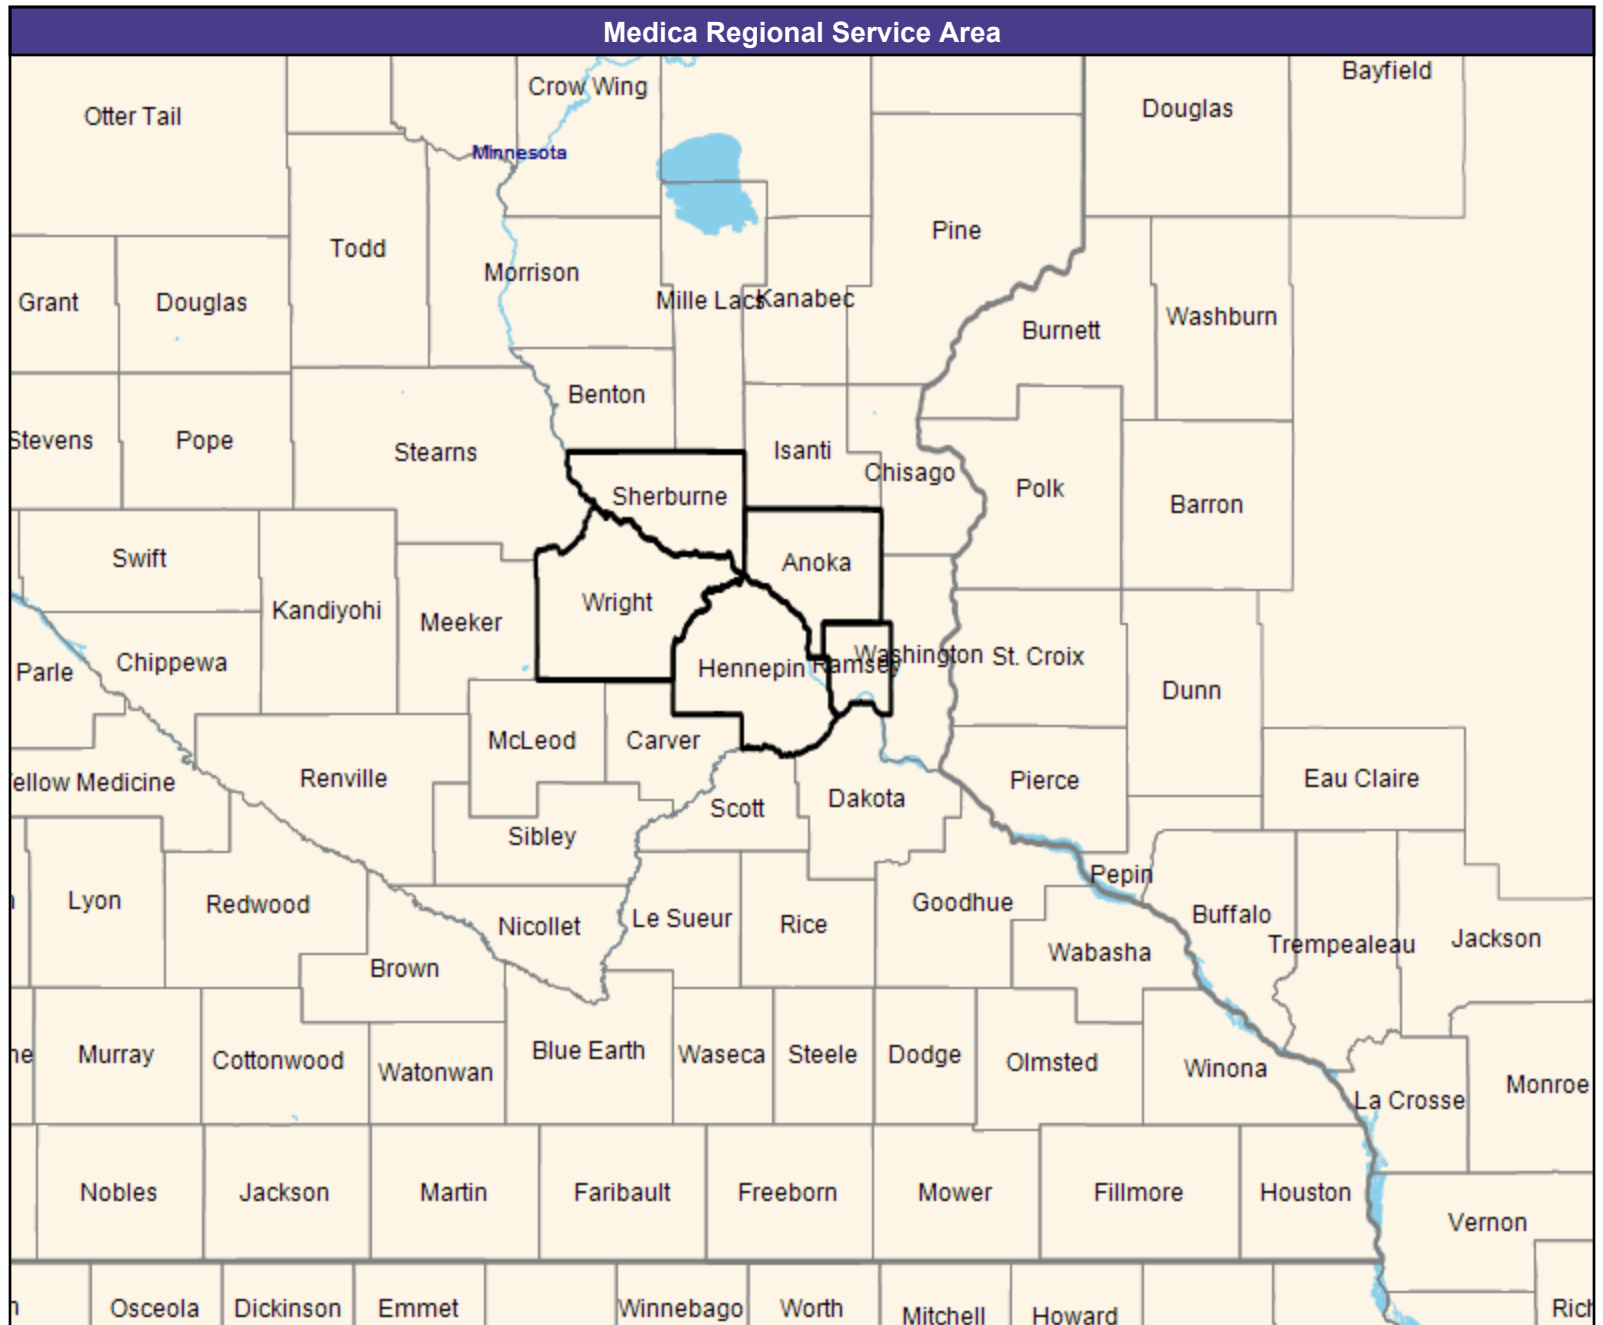 Medica Regional Service Area
Bayfield
Crow Wing
Douglas
Otter Tail
Minnesota
Pine
Todd
Morrison
Mille Lacs
Kanabec
Grant
Douglas
Washburn
Burnett
Benton
Stevens
Pope
Stearns
Isanti
Chisago
Polk
Barron
Sherburne
Swift
Anoka
Wright
Kandiyohi
Meeker
Washington
St. Croix
Chippewa
Parle
Hennepin
Ramsey
Dunn
McLeod
Carver
Renville
Pierce
Eau Claire
ellow Medicine
Scott
Dakota
Sibley
Pepin
Lyon
Redwood
Goodhue
Buffalo
Le Sueur
Rice
Nicollet
Jackson
Trempealeau
Wabasha
Brown
ne
Murray
Cottonwood
Blue Earth
Waseca
Steele
Dodge
Olmsted
Winona
Watonwan
Monroe
La Crosse
Nobles
Jackson
Martin
Faribault
Freeborn
Mower
Fillmore
Houston
Vernon
Osceola
Dickinson
Emmet
Winnebago
Worth
Mitchell
Howard
Rich